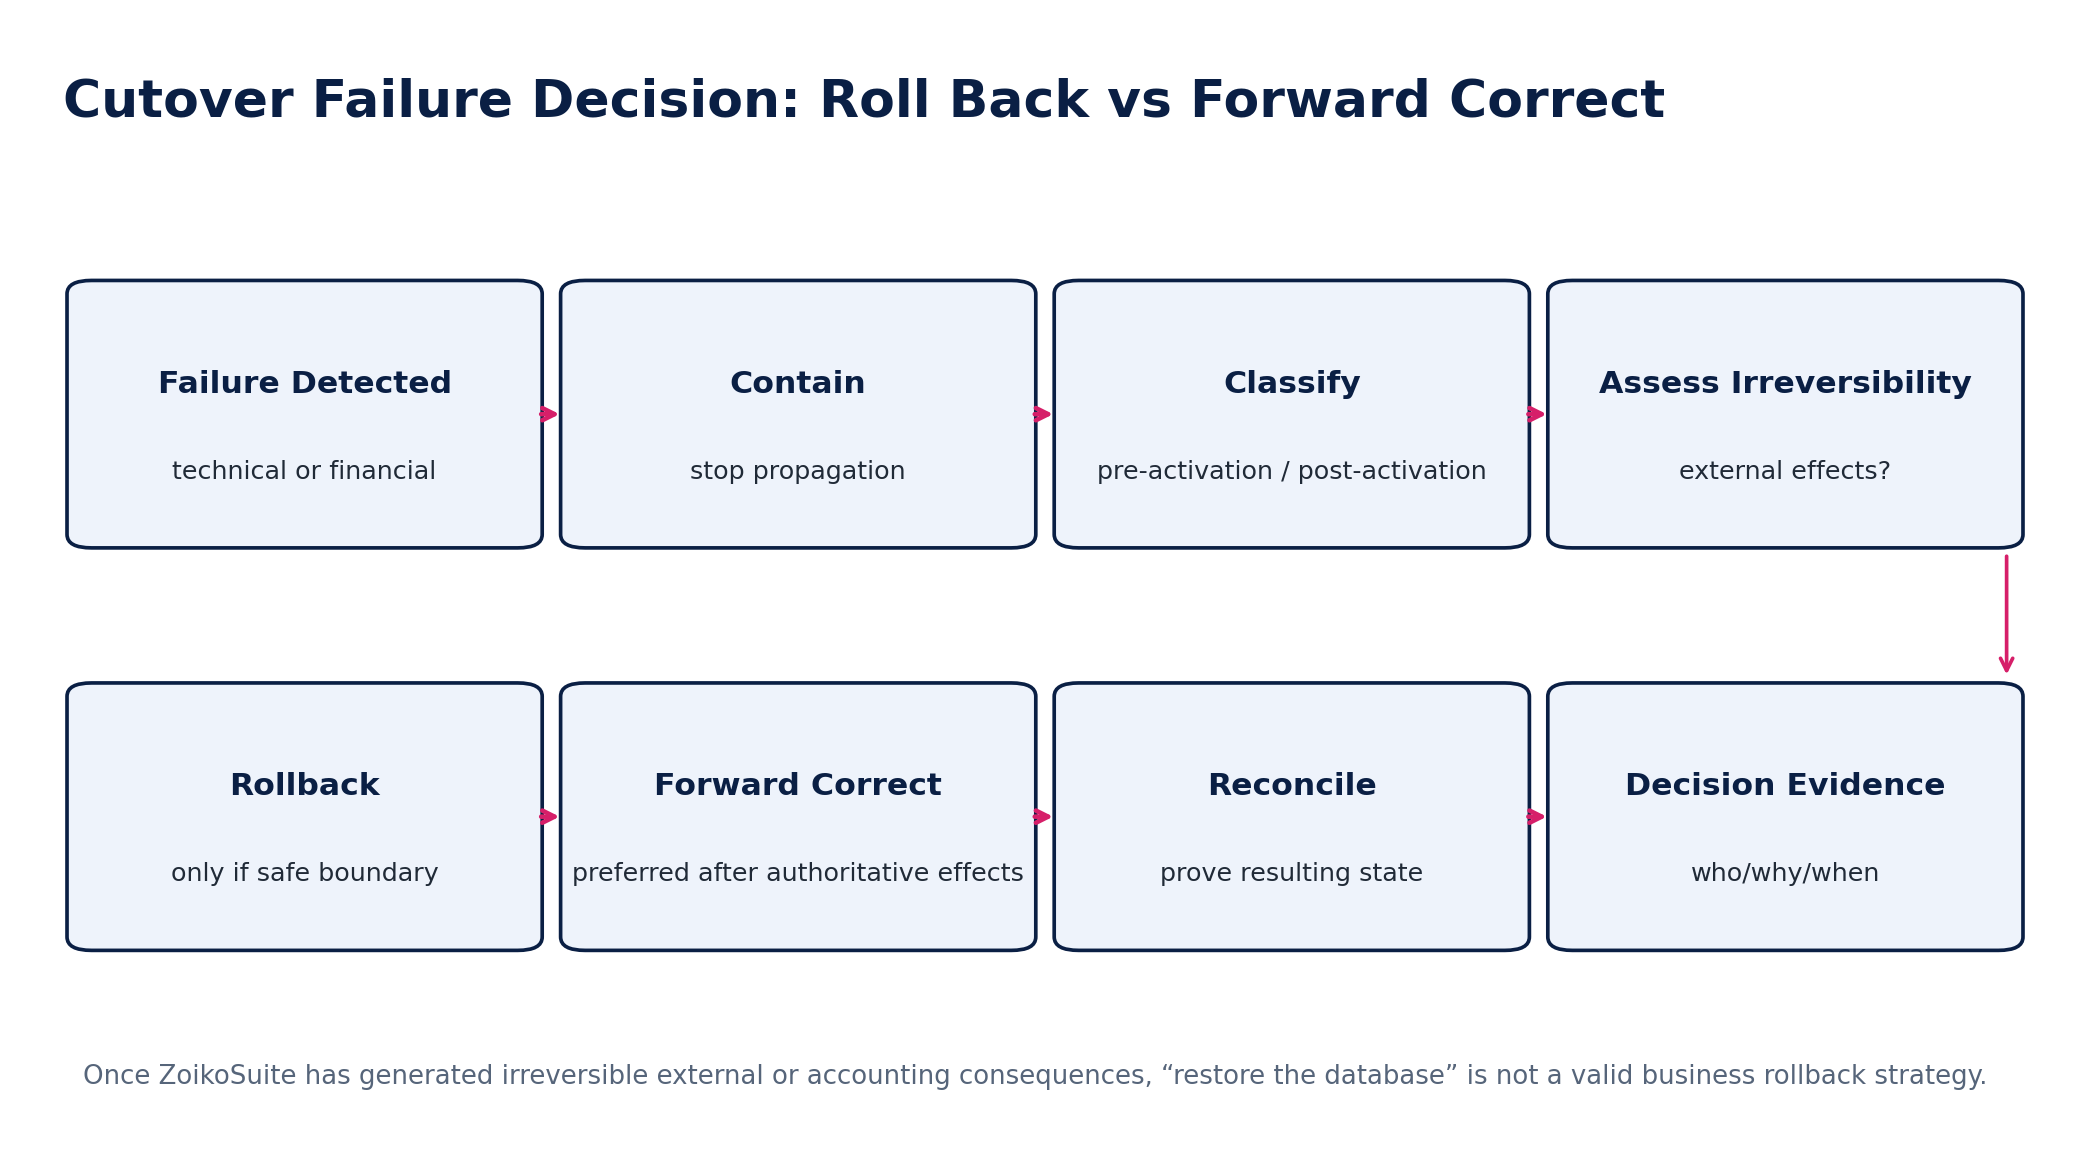 Cutover Failure Decision: Roll Back vs Forward Correct
Failure Detected
technical or financial
Contain
stop propagation
Classify
pre-activation / post-activation
Assess Irreversibility
external effects?
Rollback
only if safe boundary
Forward Correct
preferred after authoritative effects
Reconcile
prove resulting state
Decision Evidence
who/why/when
Once ZoikoSuite has generated irreversible external or accounting consequences, “restore the database” is not a valid business rollback strategy.